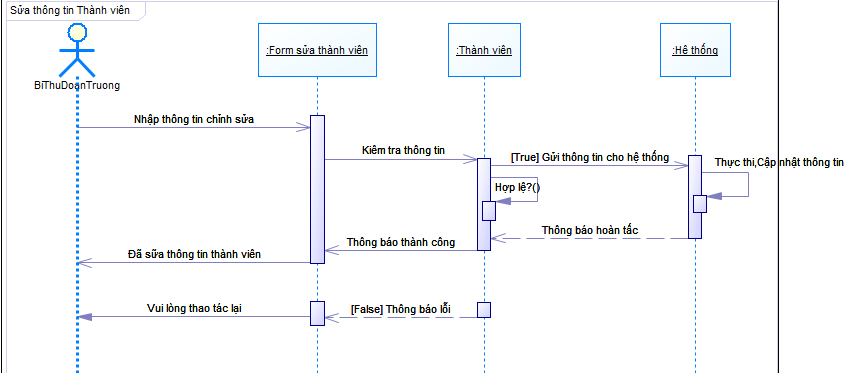 Sửa thông tin Thành viên
BiThuDoanTruong
:Form sửa thành viên
:Thành viên
:Hệ thống
Nhập thông tin chỉnh sửa
Kiểm tra thông tin
[True] Gửi thông tin cho hệ thống
Thực thi,Cập nhật thông tin
Hợp lệ?()
Thông báo hoàn tấc
Thông báo thành công
Đã sữa thông tin thành viên
Vui lòng thao tác lại
[False] Thông báo lỗi